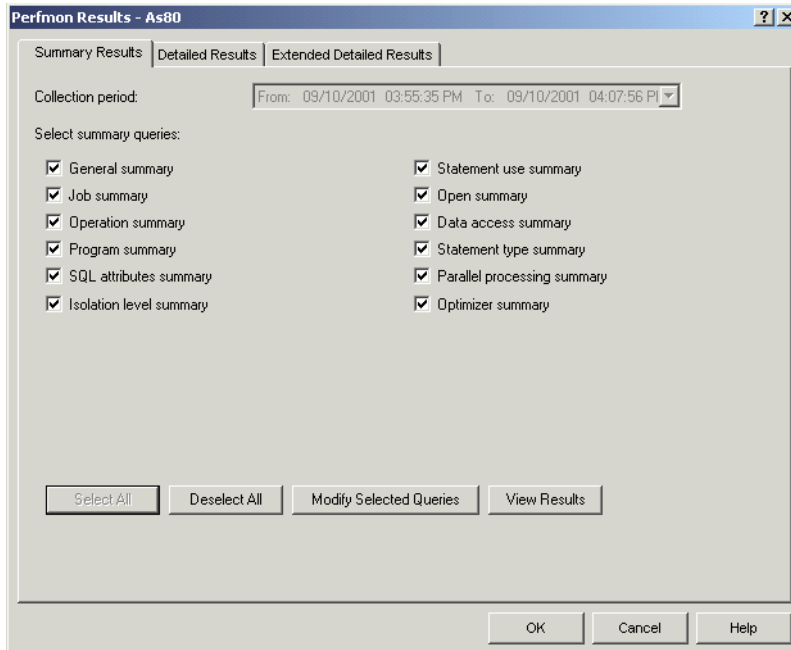 Perfmon Results - As80
Summary Results Detailed Results Extended Detailed Results
Collection period: From: 09/10/2001 03:55:35 PM To: 09/10/2001 04:07:56
Select summary queries:
General summary
Job summary
Operation summary
Program summary
SQL attributes summary
Isolation level summary
Statement use summary
Open summary
Data access summary
Statement type summary
Parallel processing summary
Optimizer summary
Select All Deselect All Modify Selected Queries View Results
OK Cancel Help